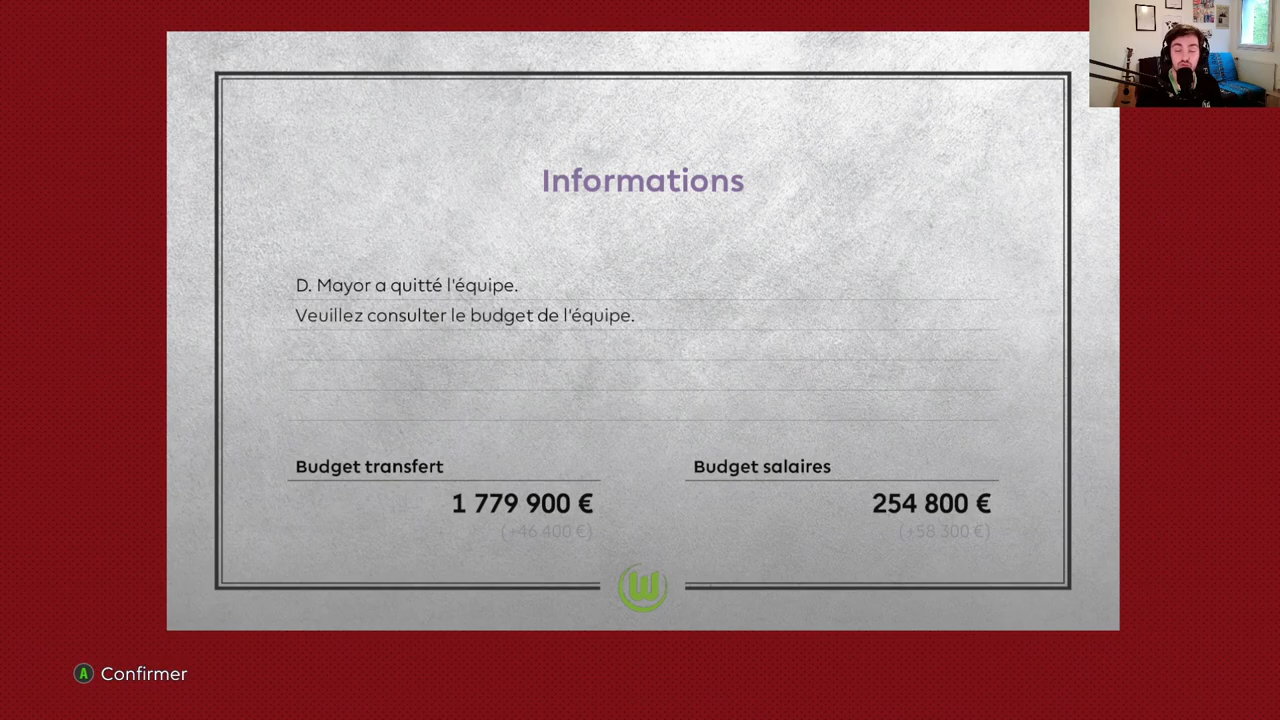 Informations
D. Mayor a quitté l'équipe.
Veuillez consulter le budget de l'équipe.
Budget transfert
1 779 900 €
(+46 400 €)
Budget salaires
254 800 €
(+58 300 €)
W
A Confirmer